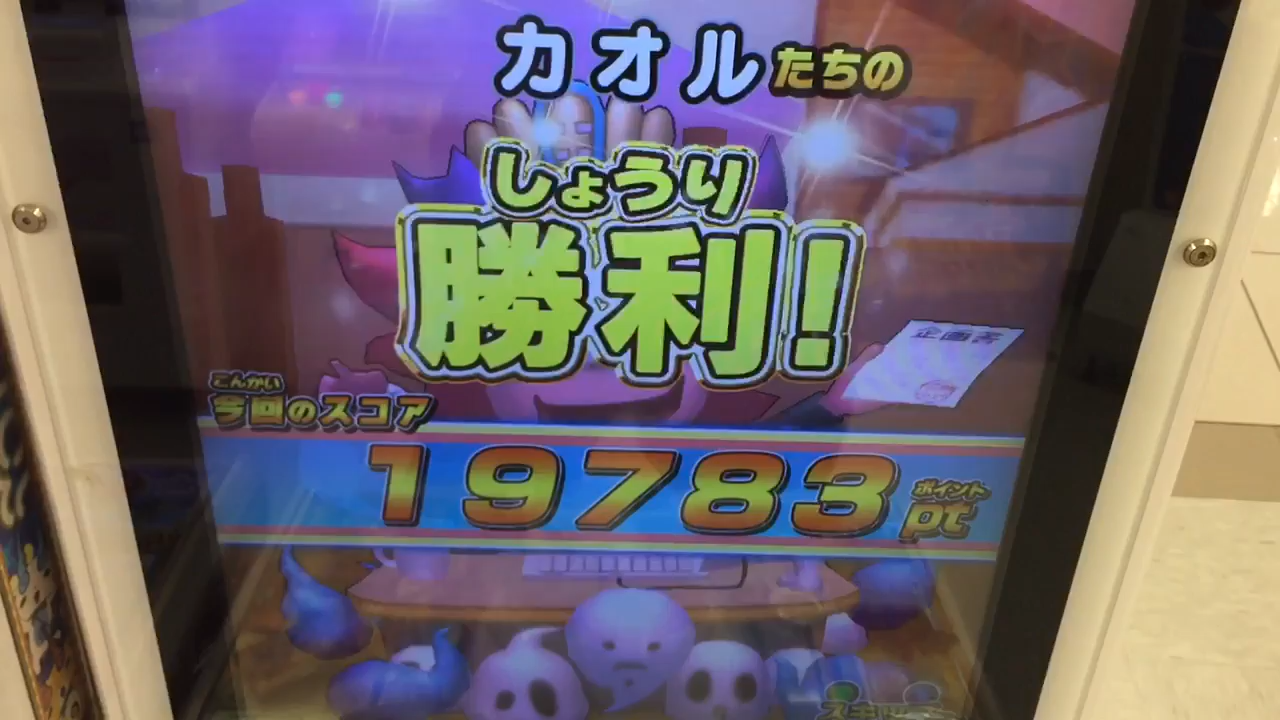 カオルたちの
しょうり
勝利!
企画書
こんかい
今回のスコア
19783
ポイント
pt